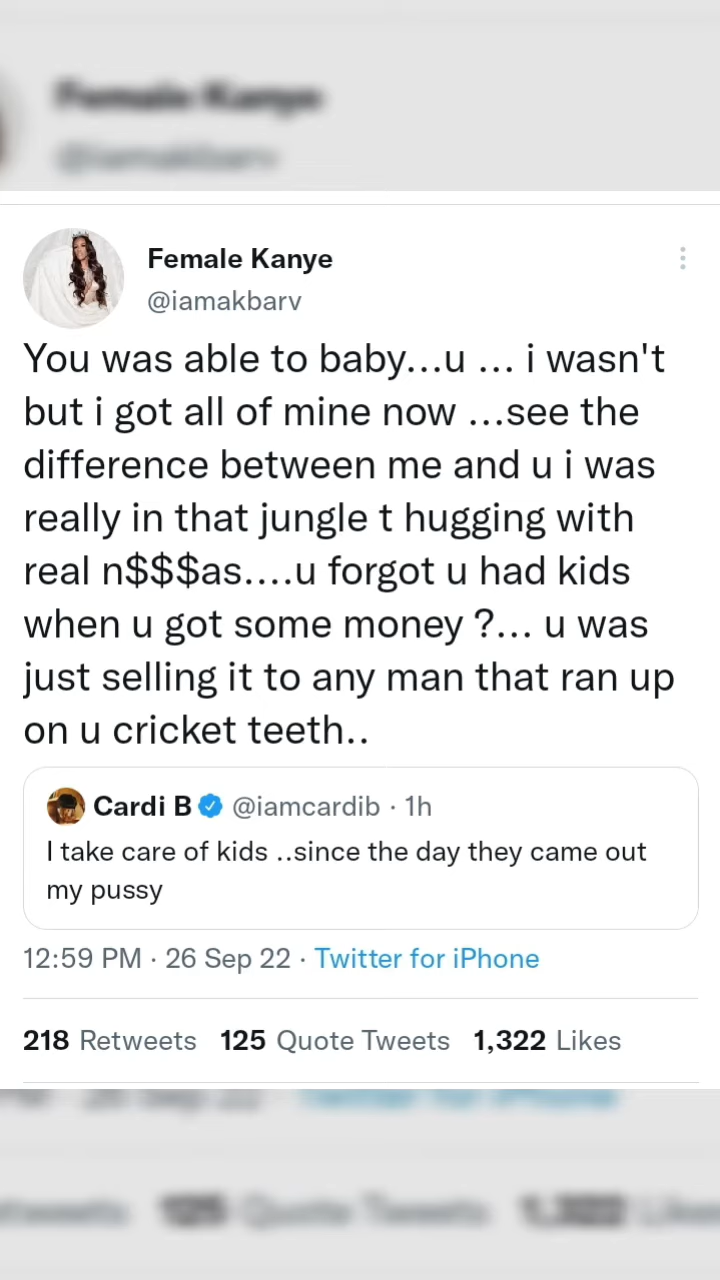 Female Kanye
Female Kanye
@iamakbarv
You was able to baby...u ... i wasn't
but i got all of mine now ...see the
difference between me and u i was
really in that jungle t hugging with
real n$$$as....u forgot u had kids
when u got some money ?... u was
just selling it to any man that ran up
on u cricket teeth..
Cardi B @iamcardib · 1h
I take care of kids ..since the day they came out
my pussy
12:59 PM · 26 Sep 22 · Twitter for iPhone
218 Retweets 125 Quote Tweets 1,322 Likes